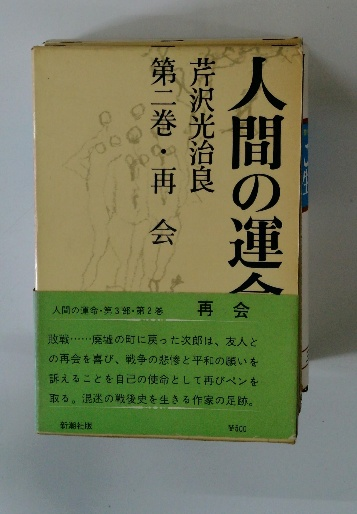 人間の運命
芹沢光治良
第二巻・再会
人間の運命・第3部・第2巻
再会
敗戦……廃墟の町に戻った次郎は、友人と
の再会を喜び、戦争の悲惨と平和の願いを
訴えることを自己の使命として再びペンを
取る。混迷の戦後史を生きる作家の足跡。
新潮社版
¥600